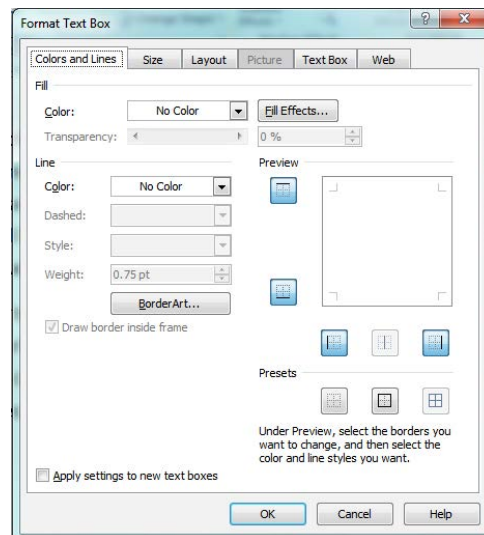 Format Text Box
Colors and Lines Size Layout Picture Text Box Web
Fill
Color: No Color Fill Effects...
Transparency: 0 %
Line Preview
Color: No Color
Dashed:
Style:
Weight: 0.75 pt
BorderArt...
Draw border inside frame
Presets
Under Preview, select the borders you
want to change, and then select the
color and line styles you want.
Apply settings to new text boxes
OK Cancel Help